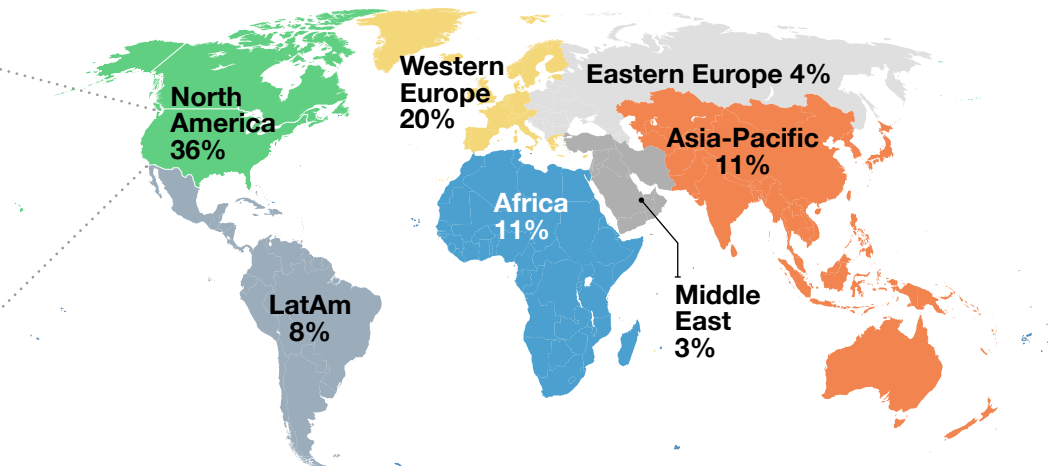 North
America
36%
Western
Europe
20%
Eastern Europe 4%
Asia-Pacific
11%
Africa
11%
Middle
East
3%
LatAm
8%